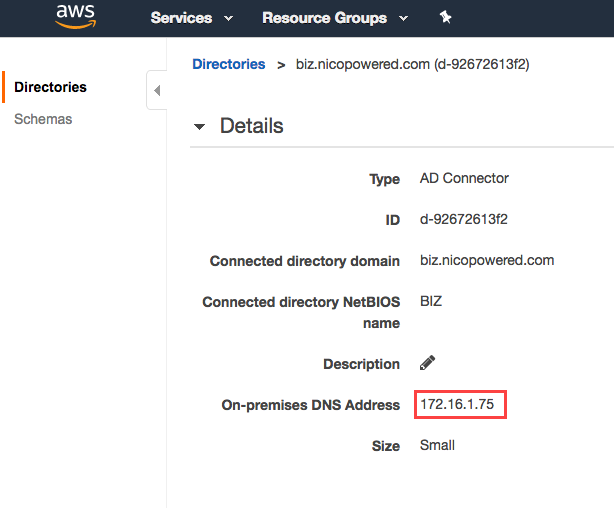 aws
Services
Resource Groups
Directories > biz.nicopowered.com (d-92672613f2)
Directories
Schemas
Details
Type AD Connector
ID d-92672613f2
Connected directory domain biz.nicopowered.com
Connected directory NetBIOS BIZ
name
Description
On-premises DNS Address 172.16.1.75
Size Small